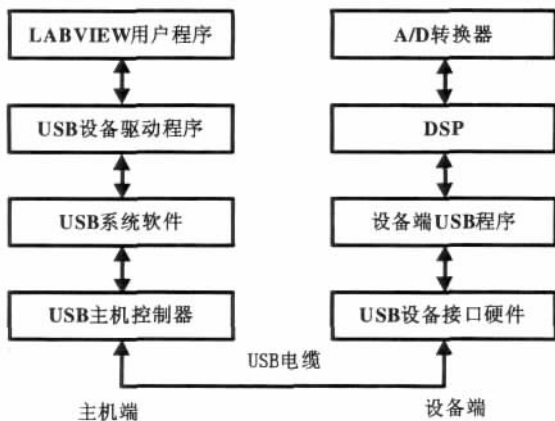 LABVIEW用户程序
A/D转换器
USB设备驱动程序
DSP
USB系统软件
设备端USB程序
USB主机控制器
USB设备接口硬件
USB电缆
主机端
设备端